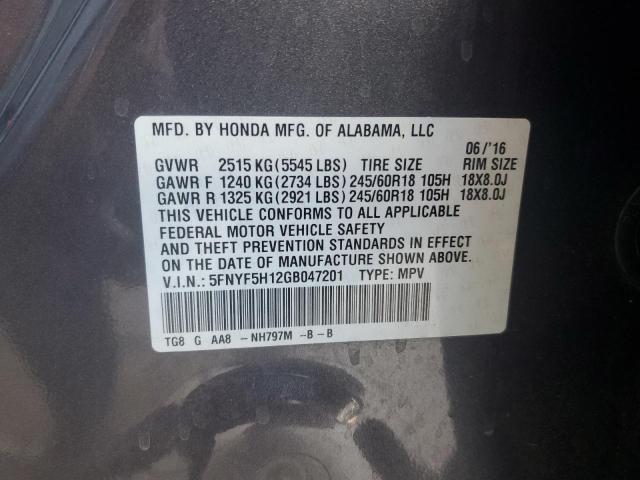 MFD. BY HONDA MFG. OF ALABAMA, LLC
06/'16
GVWR 2515 KG (5545 LBS) TIRE SIZE RIM SIZE
GAWR F 1240 KG (2734 LBS) 245/60R18 105H 18X8.0J
GAWR R 1325 KG (2921 LBS) 245/60R18 105H 18X8.0J
THIS VEHICLE CONFORMS TO ALL APPLICABLE
FEDERAL MOTOR VEHICLE SAFETY
AND THEFT PREVENTION STANDARDS IN EFFECT
ON THE DATE OF MANUFACTURE SHOWN ABOVE.
V.I.N.: 5FNYF5H12GB047201 TYPE: MPV
TG8 G AA8 - NH797M -B - B